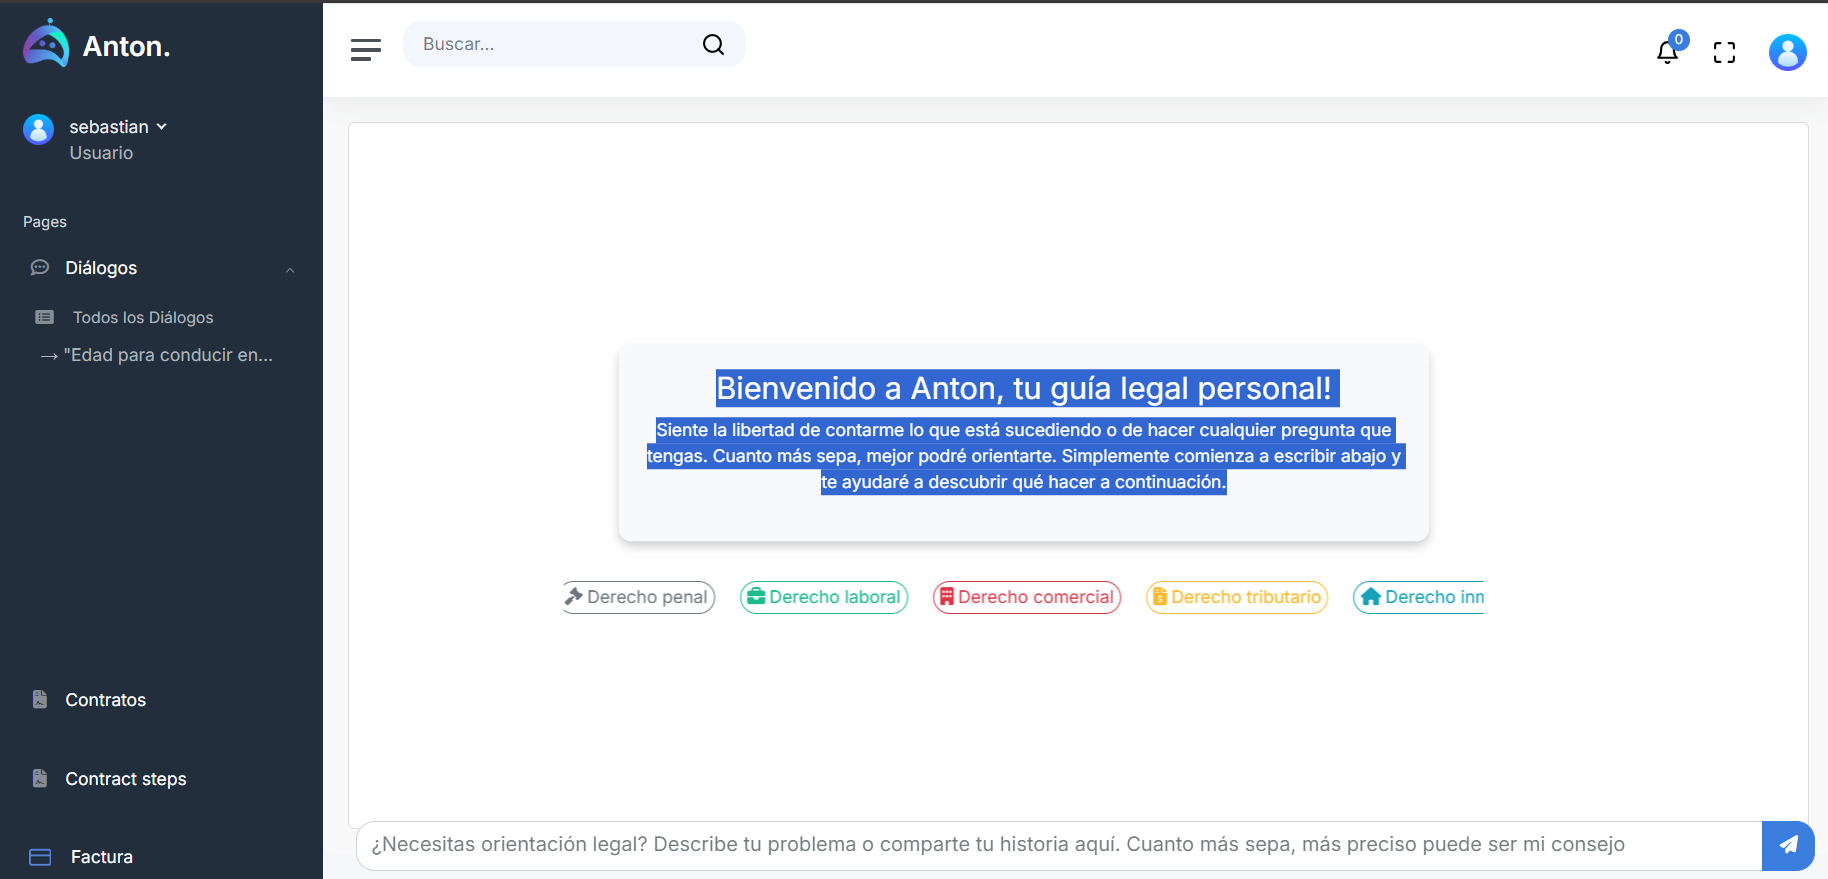 Anton.
sebastian
Usuario
Pages
Diálogos
Todos los Diálogos
→ "Edad para conducir en...
Contratos
Contract steps
Factura
Buscar...
0
Bienvenido a Anton, tu guía legal personal!
Siente la libertad de contarme lo que está sucediendo o de hacer cualquier pregunta que
tengas. Cuanto más sepa, mejor podré orientarte. Simplemente comienza a escribir abajo y
te ayudaré a descubrir qué hacer a continuación.
Derecho penal
Derecho laboral
Derecho comercial
Derecho tributario
Derecho inm
¿Necesitas orientación legal? Describe tu problema o comparte tu historia aquí. Cuanto más sepa, más preciso puede ser mi consejo